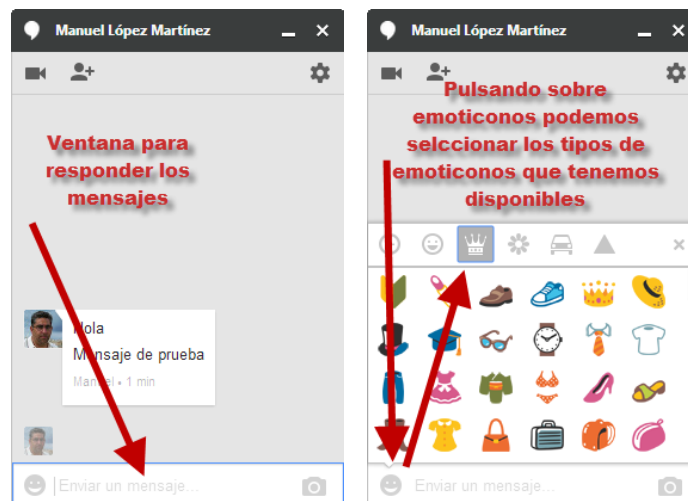 Manuel López Martínez
Ventana para
responder los
mensajes
Hola
Mensaje de prueba
Manuel • 1 min
Enviar un mensaje...
Manuel López Martínez
Pulsando sobre
emoticonos podemos
selccionar los tipos de
emoticonos que tenemos
disponibles
Enviar un mensaje...